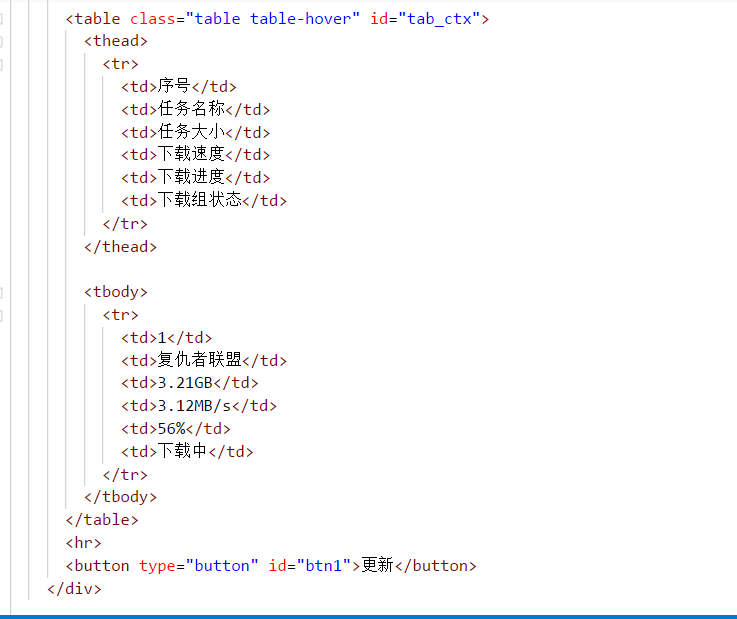 <table class="table table-hover" id="tab_ctx">
<thead>
<tr>
<td>序号</td>
<td>任务名称</td>
<td>任务大小</td>
<td>下载速度</td>
<td>下载进度</td>
<td>下载组状态</td>
</tr>
</thead>
<tbody>
<tr>
<td>1</td>
<td>复仇者联盟</td>
<td>3.21GB</td>
<td>3.12MB/s</td>
<td>56%</td>
<td>下载中</td>
</tr>
</tbody>
</table>
<hr>
<button type="button" id="btn1">更新</button>
</div>